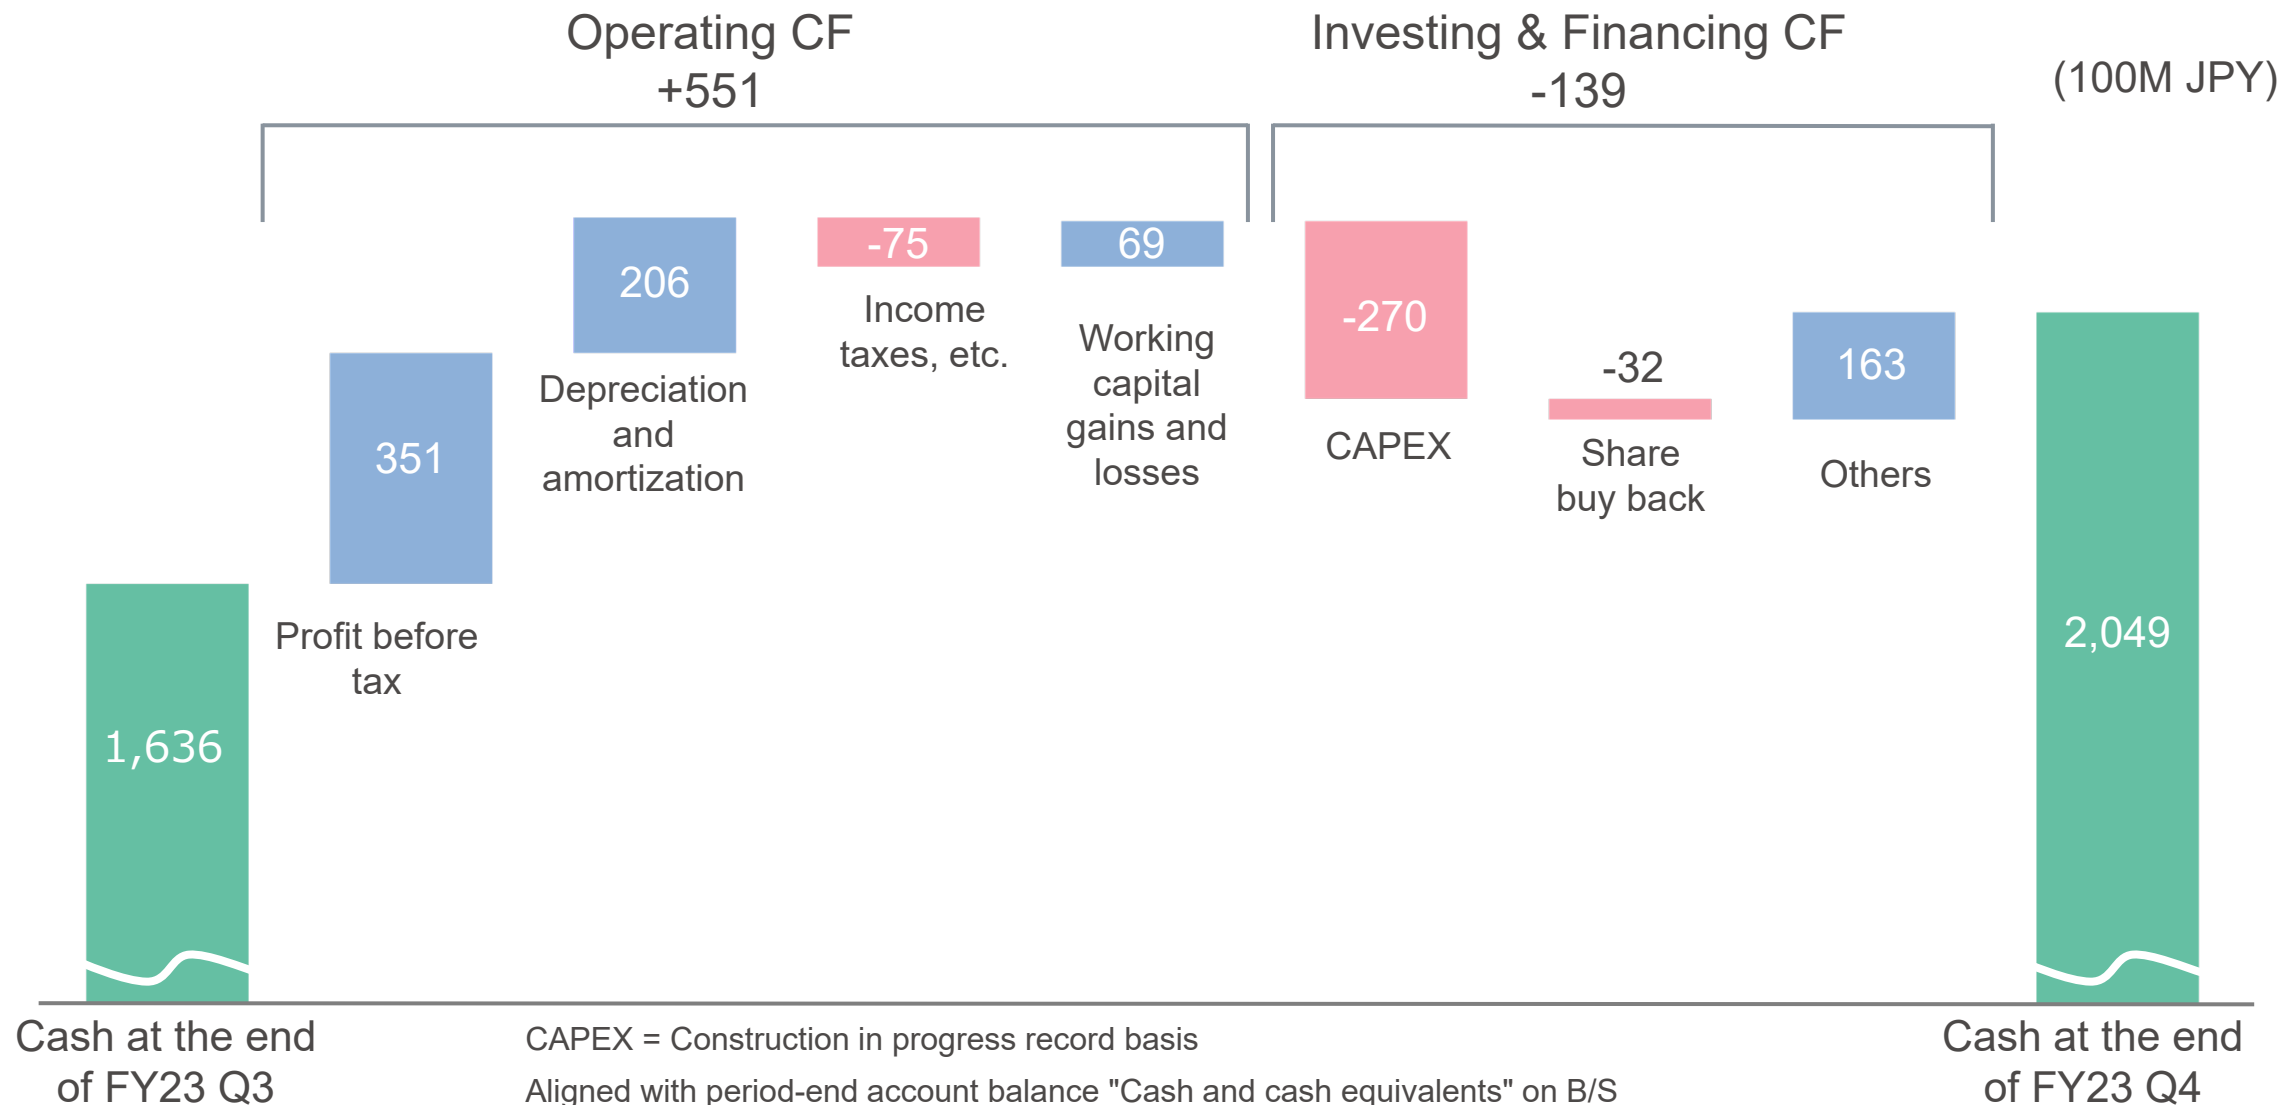 Operating CF
+551
Investing & Financing CF
-139
(100M JPY)
1,636
351
Profit before
tax
206
Depreciation
and
amortization
-75
Income
taxes, etc.
69
Working
capital
gains and
losses
-270
CAPEX
-32
Share
buy back
163
Others
2,049
Cash at the end
of FY23 Q3
CAPEX = Construction in progress record basis
Aligned with period-end account balance "Cash and cash equivalents" on B/S
Cash at the end
of FY23 Q4